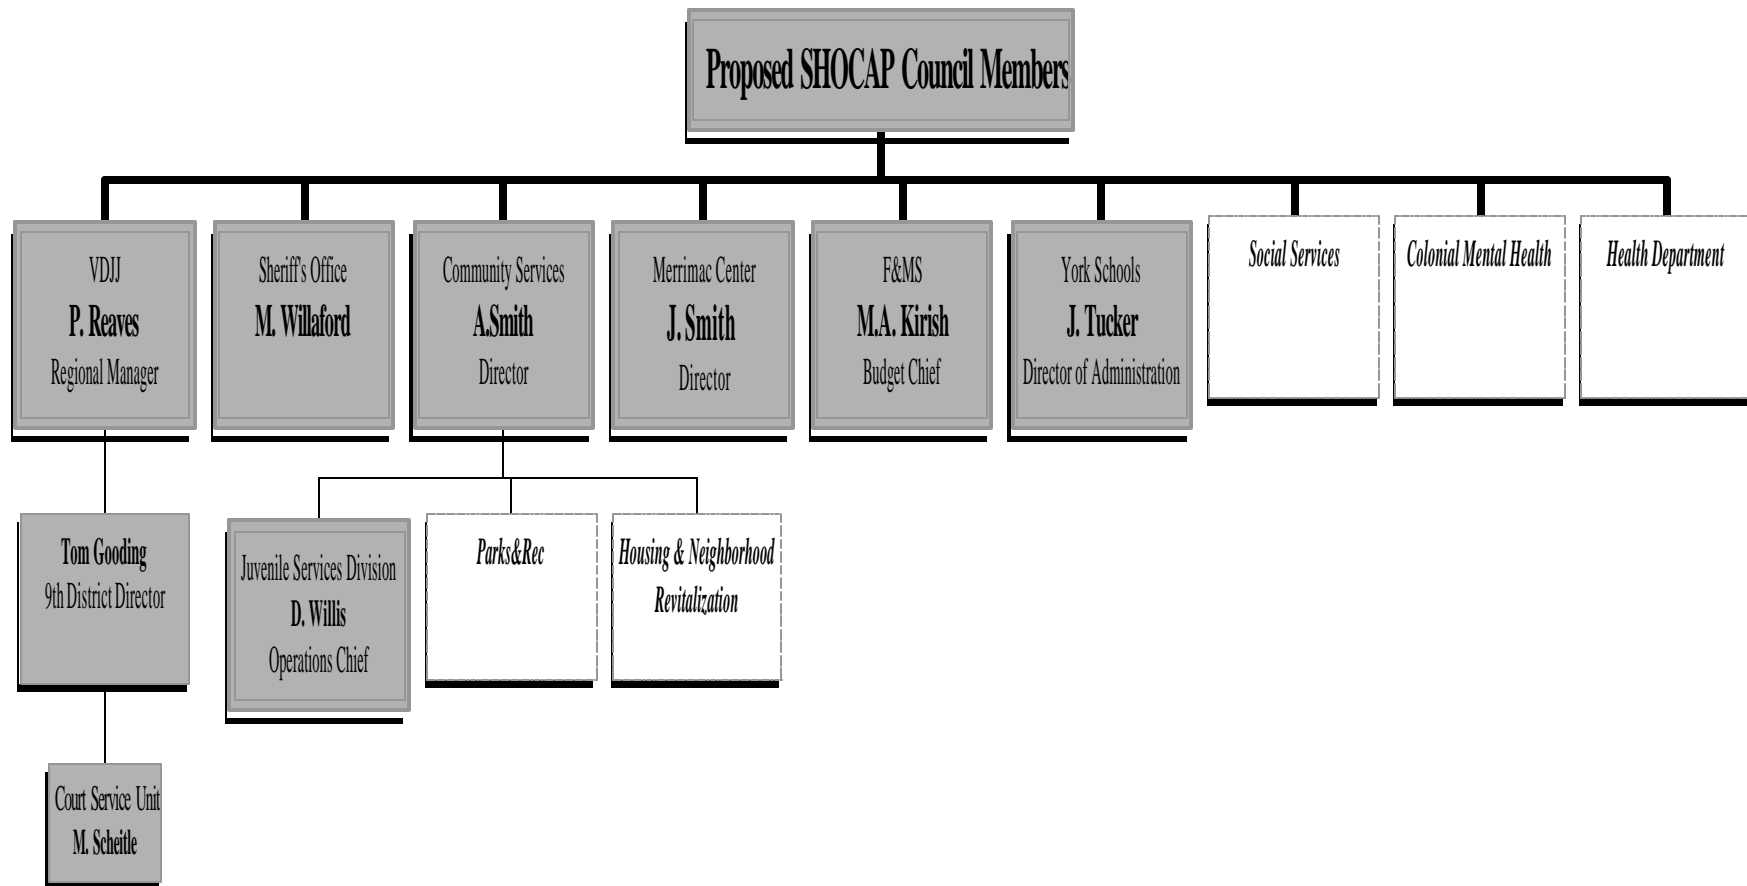 Proposed SHOCAP Council Members
VDJJ
P. Reaves
Regional Manager
Sheriff's Office
M. Willaford
Community Services
A.Smith
Director
Merrimac Center
J. Smith
Director
F&MS
M.A. Kirish
Budget Chief
York Schools
J. Tucker
Director of Administration
Social Services
Colonial Mental Health
Health Department
Tom Gooding
9th District Director
Juvenile Services Division
D. Willis
Operations Chief
Parks&Rec
Housing & Neighborhood
Revitalization
Court Service Unit
M. Scheitle